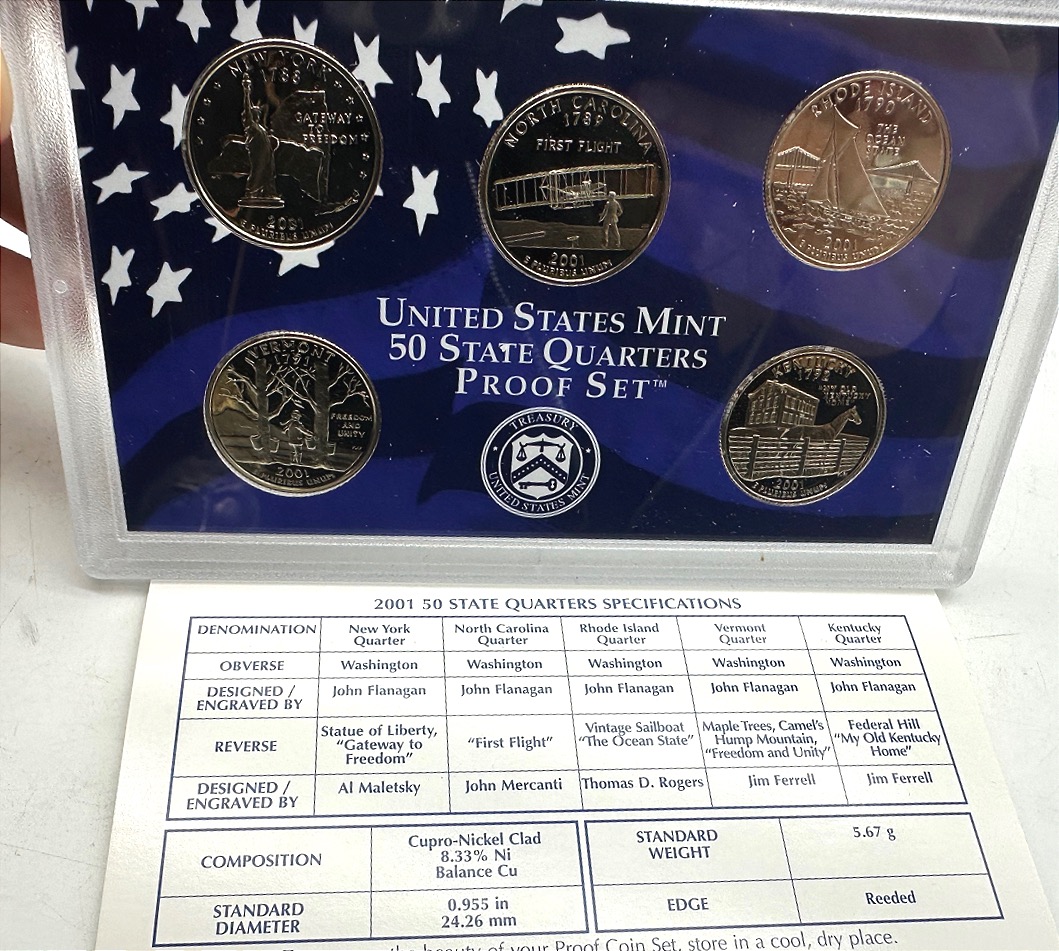 NEW YORK
1788
GATEWAY
TO
FREEDOM
2001
E PLURIBUS UNUM
NORTH CAROLINA
1789
FIRST FLIGHT
2001
E PLURIBUS UNUM
RHODE ISLAND
1790
THE
OCEAN
STATE
2001
E PLURIBUS UNUM
UNITED STATES MINT
50 STATE QUARTERS
PROOF SET™
VERMONT
1791
FREEDOM
AND
UNITY
2001
E PLURIBUS UNUM
TREASURY
UNITED STATES MINT
KENTUCKY
1792
MY OLD
KENTUCKY
HOME
2001
E PLURIBUS UNUM
2001 50 STATE QUARTERS SPECIFICATIONS
DENOMINATION New York Quarter North Carolina Quarter Rhode Island Quarter Vermont Quarter Kentucky Quarter
OBVERSE Washington Washington Washington Washington Washington
DESIGNED / ENGRAVED BY John Flanagan John Flanagan John Flanagan John Flanagan John Flanagan
REVERSE Statue of Liberty, "Gateway to Freedom" "First Flight" Vintage Sailboat "The Ocean State" Maple Trees, Camel's Hump Mountain, "Freedom and Unity" Federal Hill "My Old Kentucky Home"
DESIGNED / ENGRAVED BY Al Maletsky John Mercanti Thomas D. Rogers Jim Ferrell Jim Ferrell
COMPOSITION Cupro-Nickel Clad 8.33% Ni Balance Cu
STANDARD WEIGHT 5.67 g
STANDARD DIAMETER 0.955 in 24.26 mm
EDGE Reeded
the beauty of your Proof Coin Set, store in a cool, dry place.